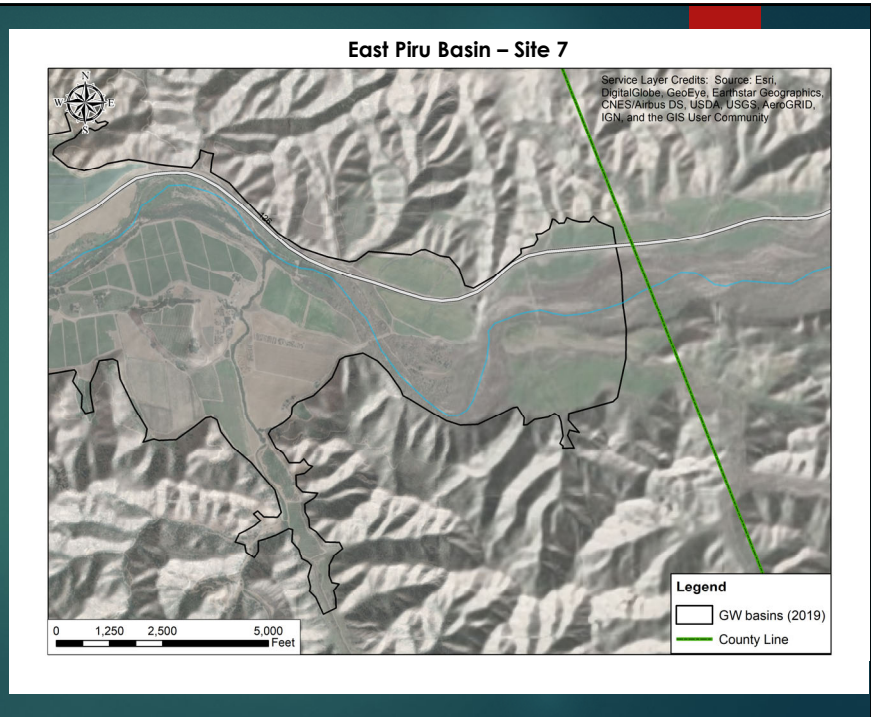 East Piru Basin – Site 7
Service Layer Credits: Source: Esri,
DigitalGlobe, GeoEye, Earthstar Geographics,
CNES/Airbus DS, USDA, USGS, AeroGRID,
IGN, and the GIS User Community
N
W E
S
126
Legend
GW basins (2019)
County Line
0 1,250 2,500 5,000
Feet